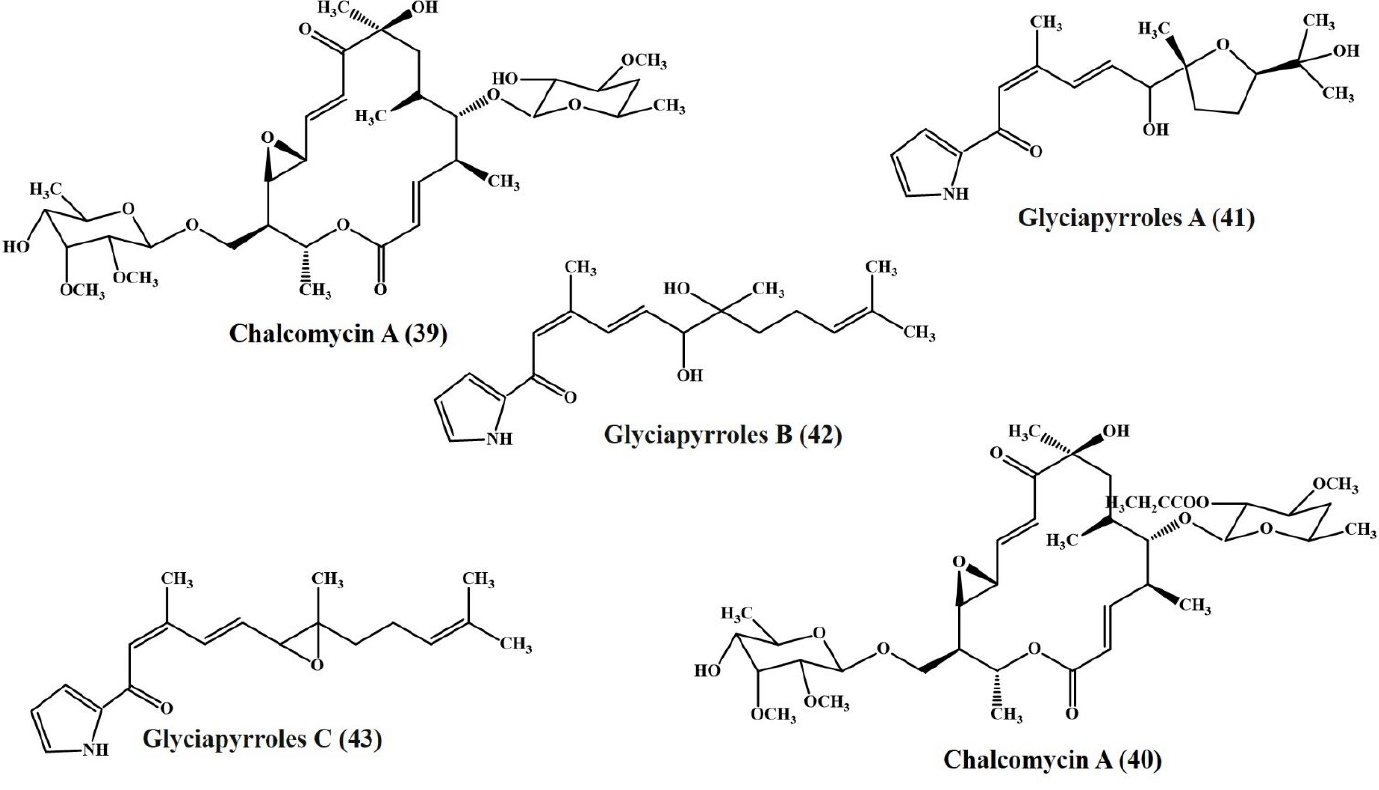 H₃C OH
O
CH₃ H₃C CH₃
O OH
CH₃
HO OCH₃
O O CH₃
H₃C
O
OH O
NH
CH₃
H₃C
O O O
HO
OCH₃ OCH₃
CH₃ O
Glyciapyrroles A (41)
Chalcomycin A (39)
CH₃ HO CH₃ CH₃
CH₃
OH
O
NH
Glyciapyrroles B (42)
H₃C OH
O
OCH₃
H₃CH₂CCOO
O O CH₃
H₃C
O
CH₃
H₃C
O O O
HO
OCH₃ OCH₃
CH₃ O
Chalcomycin A (40)
CH₃ CH₃ CH₃
CH₃
O
O
NH
Glyciapyrroles C (43)